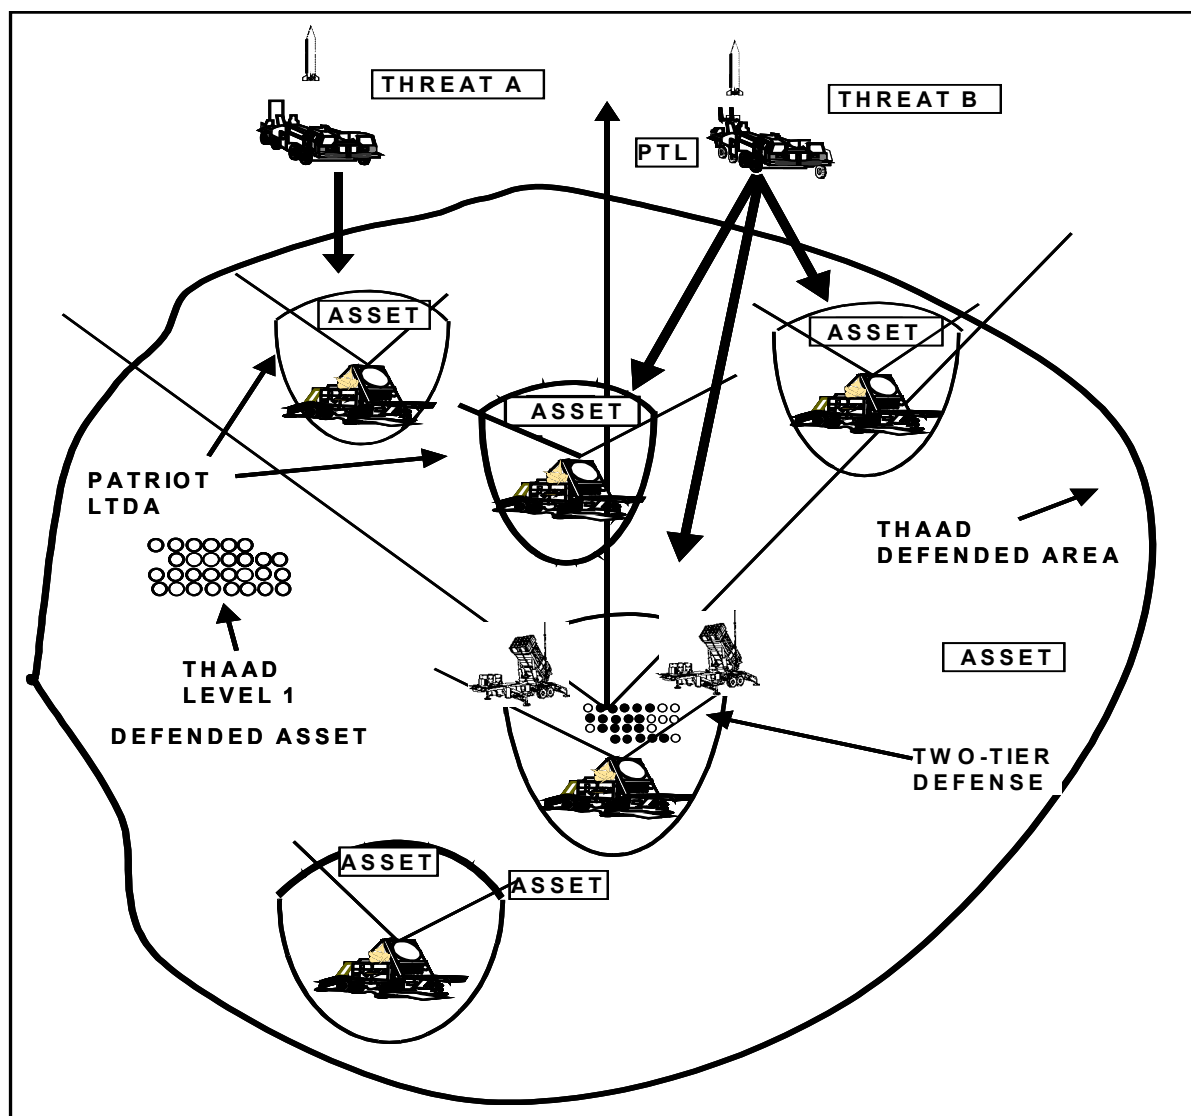 THREAT A
THREAT B
PTL
ASSET
ASSET
ASSET
PATRIOT
LTDA
THAAD
DEFENDED AREA
THAAD
LEVEL 1
DEFENDED ASSET
ASSET
TWO-TIER
DEFENSE
ASSET
ASSET